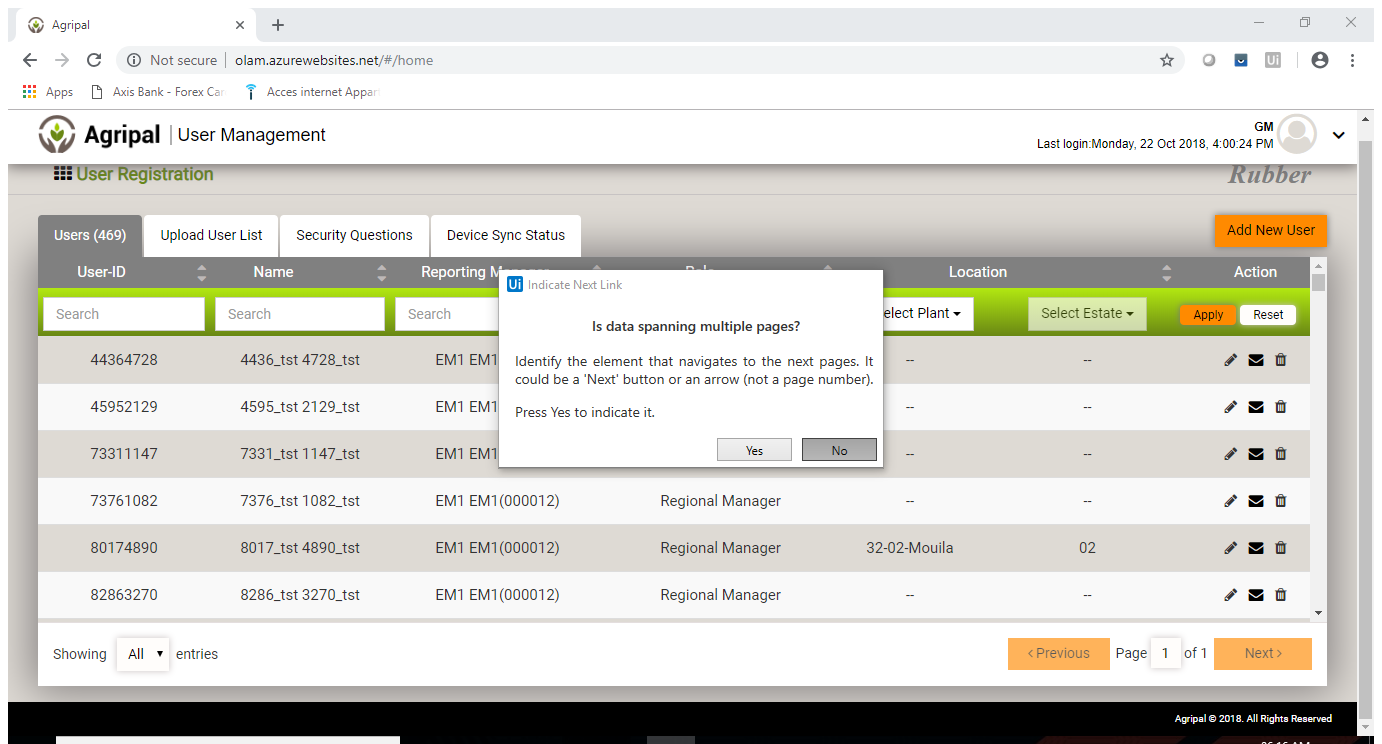 Agripal
Not secure | olam.azurewebsites.net/#/home
Ui
Apps Axis Bank - Forex Car Acces internet Appart
Agripal | User Management
GM
Last login:Monday, 22 Oct 2018, 4:00:24 PM
User Registration
Rubber
Users (469) Upload User List Security Questions Device Sync Status Add New User
User-ID Name Reporting Manager Role Location Action
Ui Indicate Next Link
Search Search Search elect Plant Select Estate Apply Reset
Is data spanning multiple pages?
Identify the element that navigates to the next pages. It
could be a 'Next' button or an arrow (not a page number).
Press Yes to indicate it.
Yes No
44364728 4436_tst 4728_tst EM1 EM1 -- --
45952129 4595_tst 2129_tst EM1 EM1 -- --
73311147 7331_tst 1147_tst EM1 EM1 -- --
73761082 7376_tst 1082_tst EM1 EM1(000012) Regional Manager -- --
80174890 8017_tst 4890_tst EM1 EM1(000012) Regional Manager 32-02-Mouila 02
82863270 8286_tst 3270_tst EM1 EM1(000012) Regional Manager -- --
Showing All entries < Previous Page 1 of 1 Next >
Agripal © 2018. All Rights Reserved